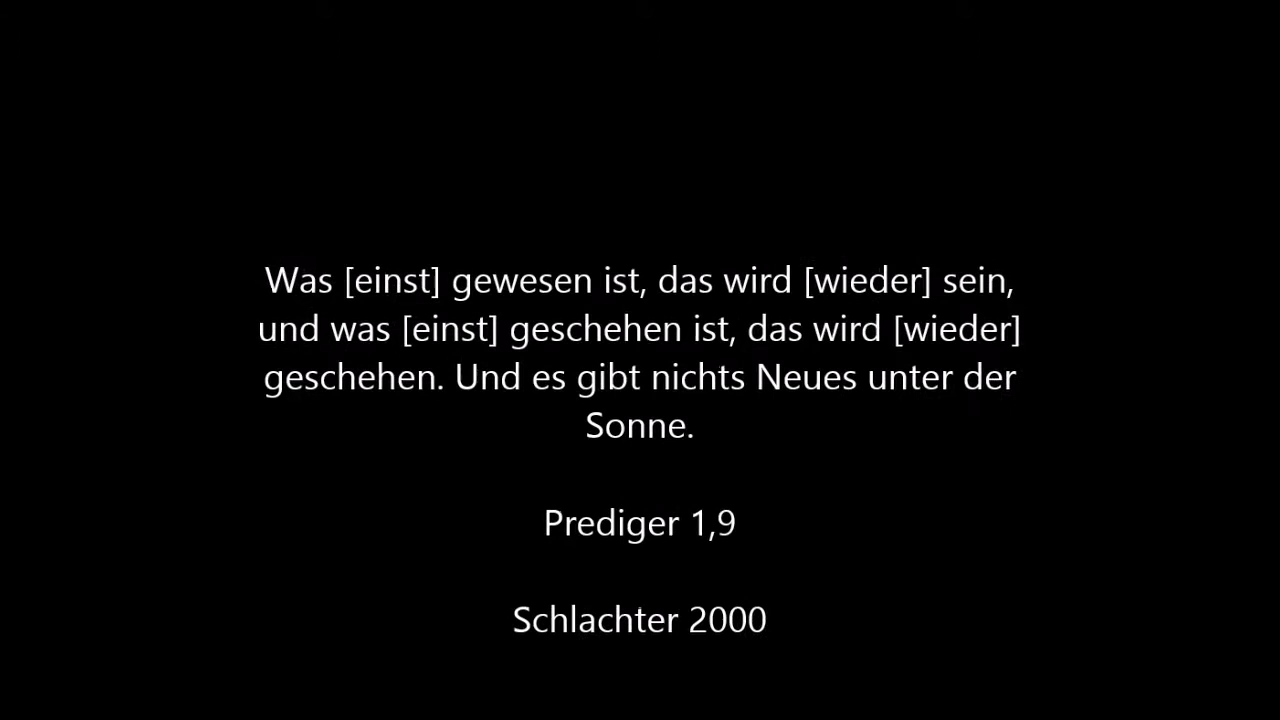 Was [einst] gewesen ist, das wird [wieder] sein,
und was [einst] geschehen ist, das wird [wieder]
geschehen. Und es gibt nichts Neues unter der
Sonne.
Prediger 1,9
Schlachter 2000